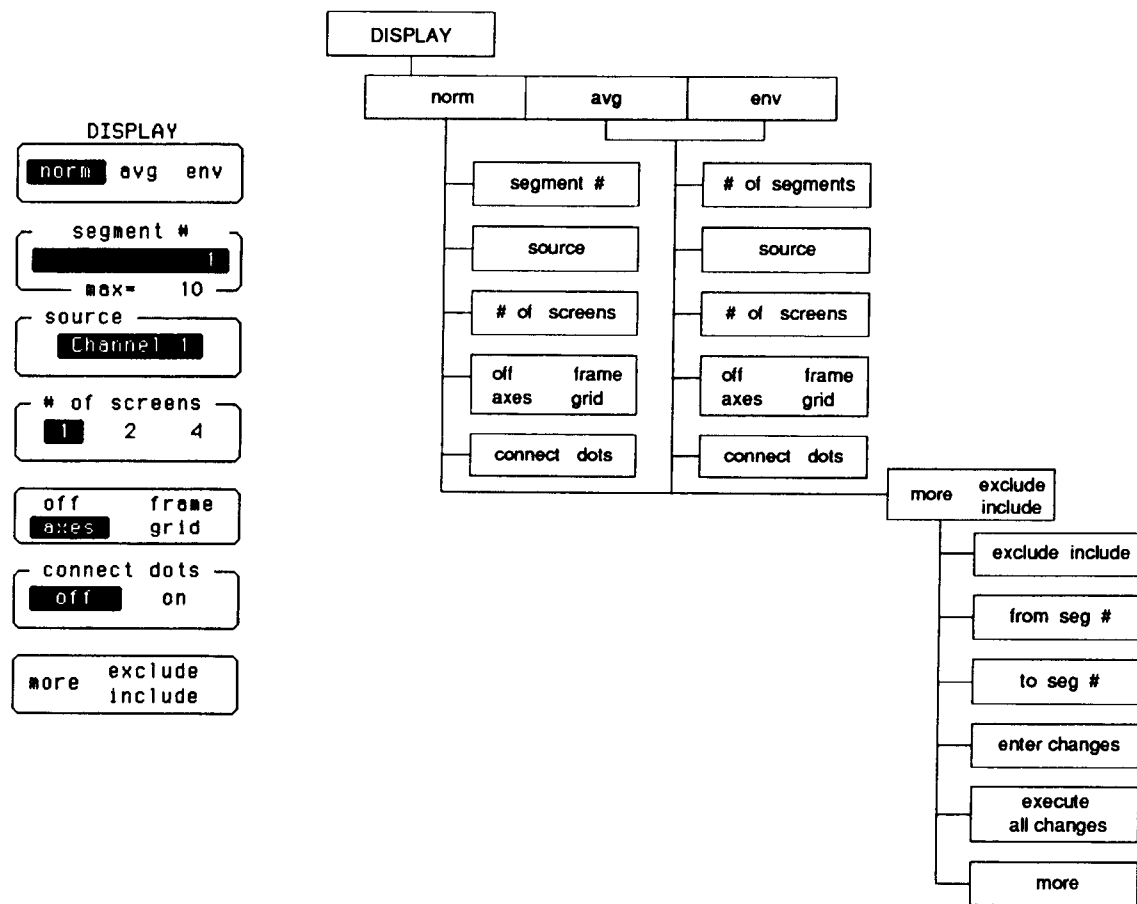 DISPLAY
norm avg env
segment #
1
max= 10
source
Channel 1
# of screens
1 2 4
off frame
axes grid
connect dots
off on
more exclude
include
DISPLAY
norm avg env
segment #
source
# of screens
off frame
axes grid
connect dots
# of segments
source
# of screens
off frame
axes grid
connect dots
more exclude
include
exclude include
from seg #
to seg #
enter changes
execute
all changes
more